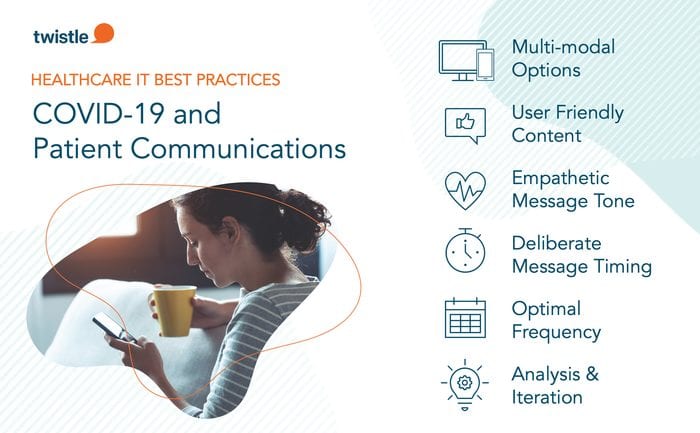 twistle
HEALTHCARE IT BEST PRACTICES
COVID-19 and
Patient Communications
Multi-modal
Options
User Friendly
Content
Empathetic
Message Tone
Deliberate
Message Timing
Optimal
Frequency
Analysis &
Iteration